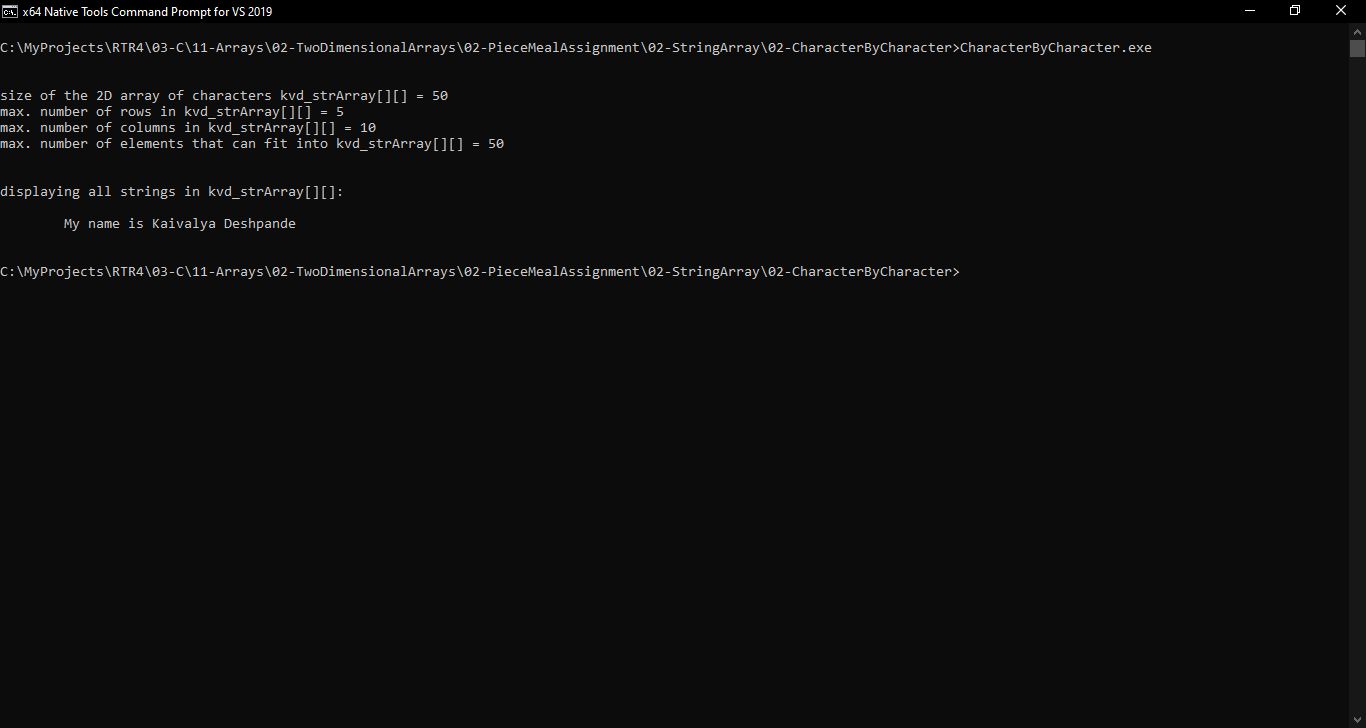 x64 Native Tools Command Prompt for VS 2019
C:\MyProjects\RTR4\03-C\11-Arrays\02-TwoDimensionalArrays\02-PieceMealAssignment\02-StringArray\02-CharacterByCharacter>CharacterByCharacter.exe
size of the 2D array of characters kvd_strArray[][] = 50
max. number of rows in kvd_strArray[][] = 5
max. number of columns in kvd_strArray[][] = 10
max. number of elements that can fit into kvd_strArray[][] = 50
displaying all strings in kvd_strArray[][]:
My name is Kaivalya Deshpande
C:\MyProjects\RTR4\03-C\11-Arrays\02-TwoDimensionalArrays\02-PieceMealAssignment\02-StringArray\02-CharacterByCharacter>